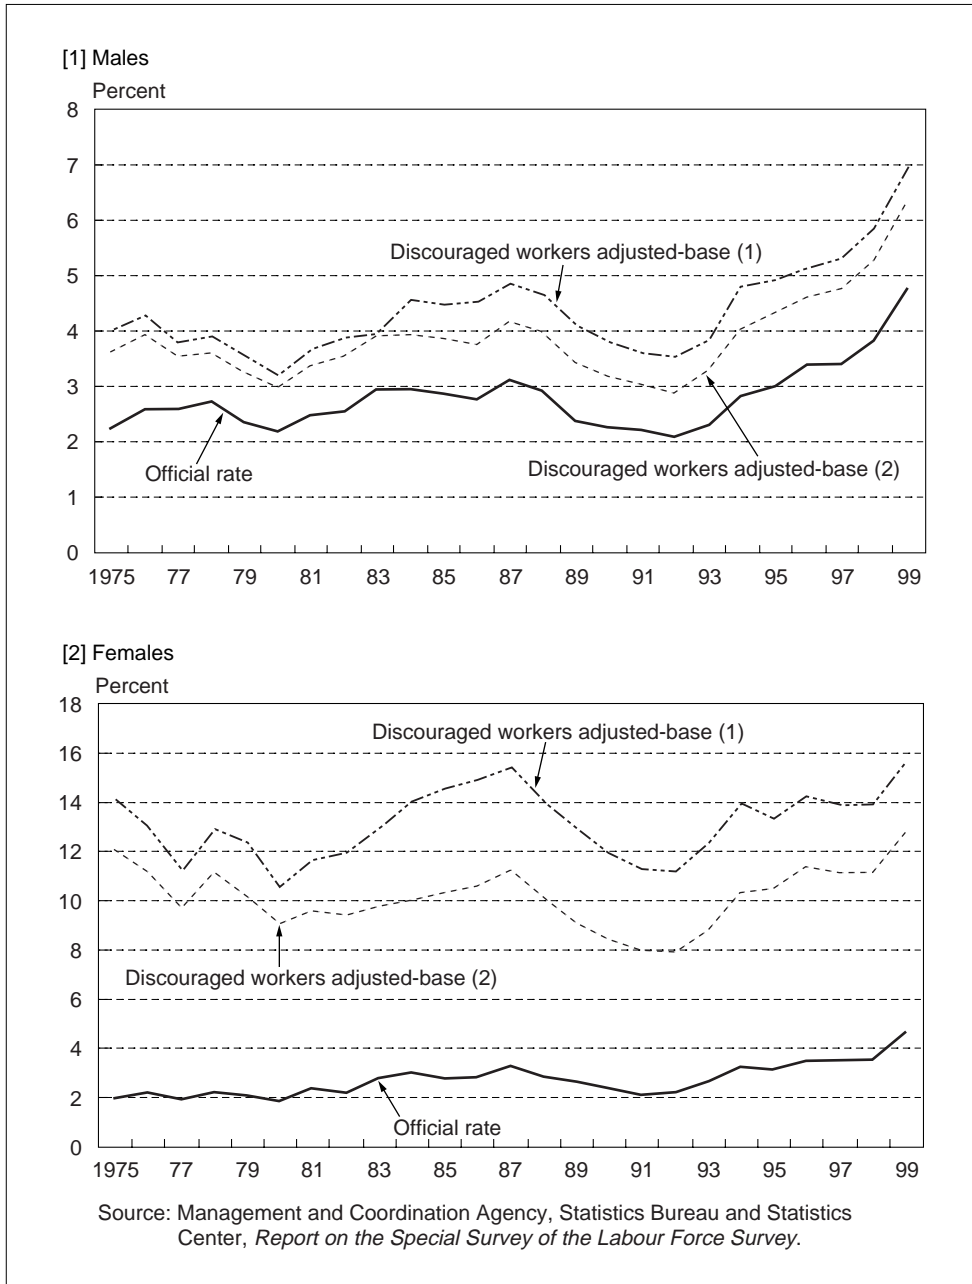 [1] Males
Percent
8
7
6
5
4
3
2
1
0
Discouraged workers adjusted-base (1)
Official rate
Discouraged workers adjusted-base (2)
1975 77 79 81 83 85 87 89 91 93 95 97 99
[2] Females
Percent
18
16
14
12
10
8
6
4
2
0
Discouraged workers adjusted-base (1)
Discouraged workers adjusted-base (2)
Official rate
1975 77 79 81 83 85 87 89 91 93 95 97 99
Source: Management and Coordination Agency, Statistics Bureau and Statistics
Center, Report on the Special Survey of the Labour Force Survey.